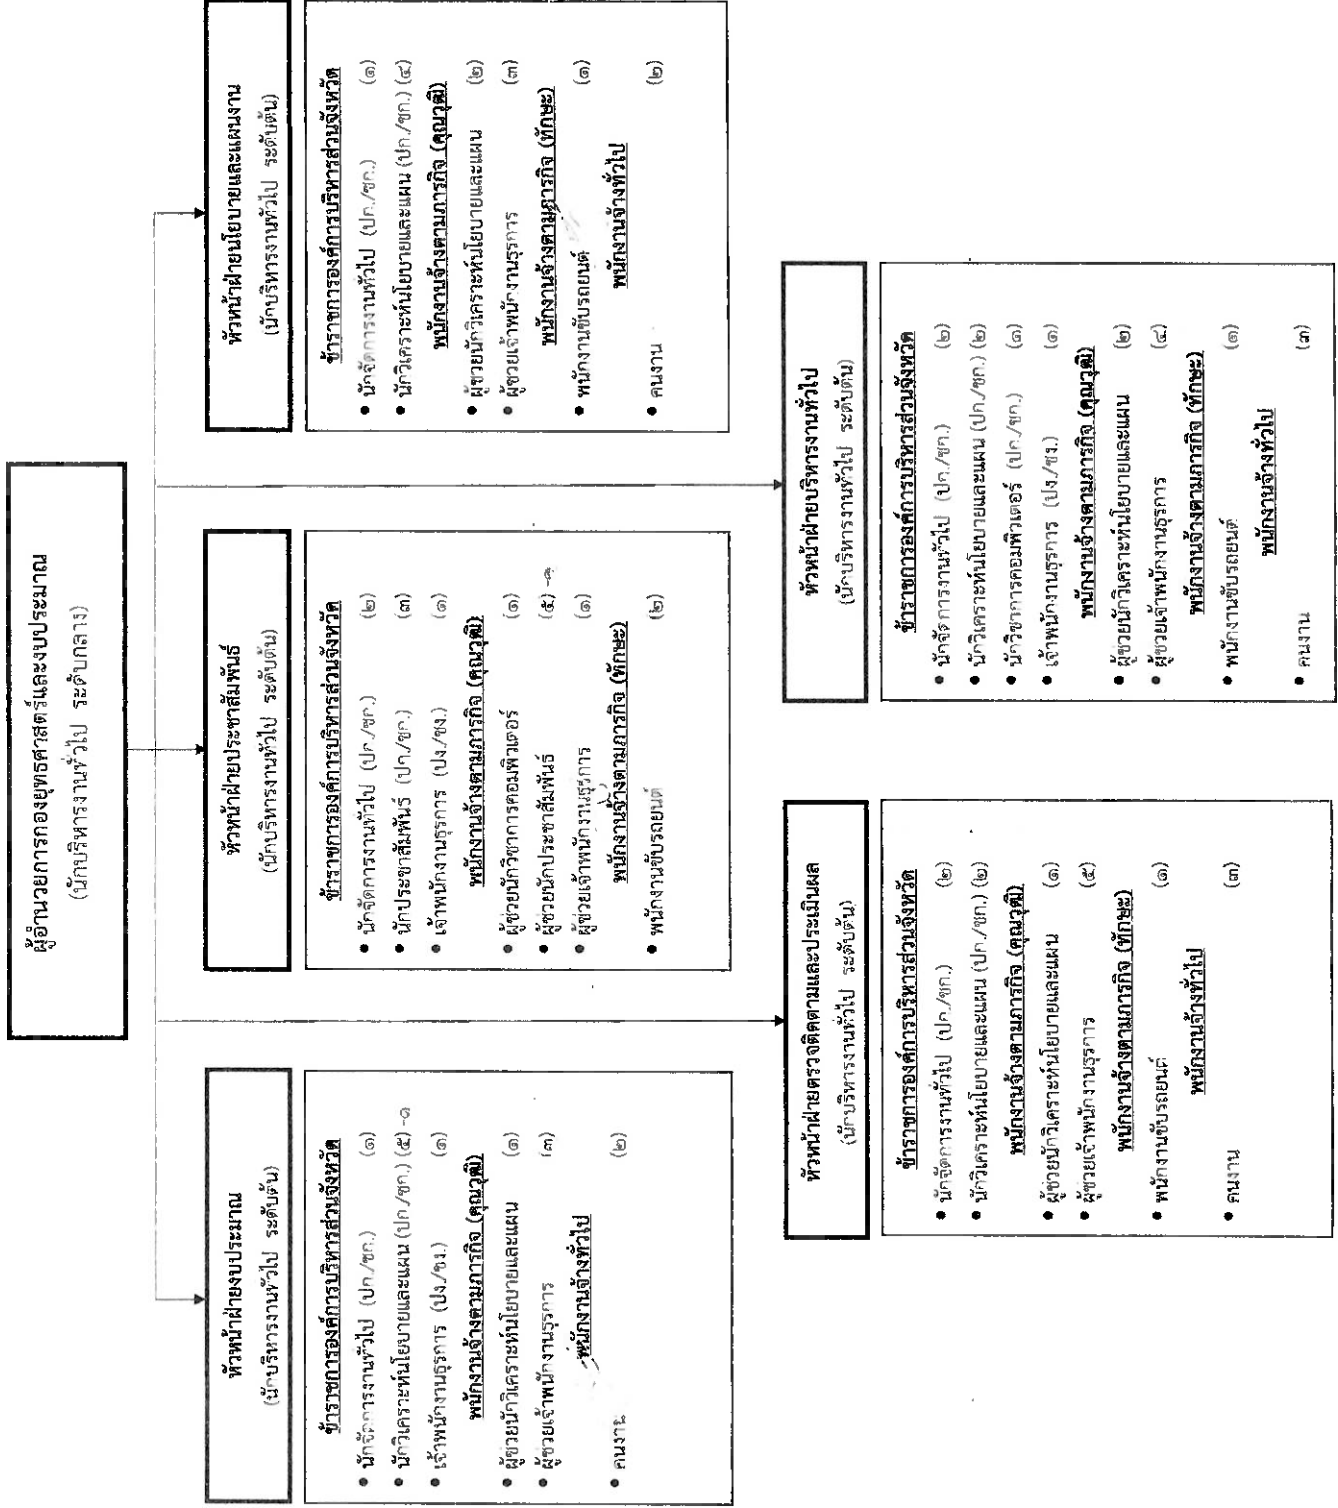 ผู้อำนวยการกองยุทธศาสตร์และงบประมาณ
(นักบริหารงานทั่วไป ระดับกลาง)
หัวหน้าฝ่ายงบประมาณ
(นักบริหารงานทั่วไป ระดับต้น)
ข้าราชการองค์การบริหารส่วนจังหวัด
• นักจัดการงานทั่วไป (ปก./ชก.) (๑)
• นักวิเคราะห์นโยบายและแผน (ปก./ชก.) (๕) -๑
• เจ้าพนักงานธุรการ (ปง./ชง.) (๑)
พนักงานจ้างตามภารกิจ (คุณวุฒิ)
• ผู้ช่วยนักวิเคราะห์นโยบายและแผน (๑)
• ผู้ช่วยเจ้าพนักงานธุรการ (๓)
พนักงานจ้างทั่วไป
• คนงาน (๒)
หัวหน้าฝ่ายประชาสัมพันธ์
(นักบริหารงานทั่วไป ระดับต้น)
ข้าราชการองค์การบริหารส่วนจังหวัด
• นักจัดการงานทั่วไป (ปก./ชก.) (๒)
• นักประชาสัมพันธ์ (ปก./ชก.) (๓)
• เจ้าพนักงานธุรการ (ปง./ชง.) (๑)
พนักงานจ้างตามภารกิจ (คุณวุฒิ)
• ผู้ช่วยนักวิชาการคอมพิวเตอร์ (๑)
• ผู้ช่วยนักประชาสัมพันธ์ (๕) -๑
• ผู้ช่วยเจ้าพนักงานธุรการ (๑)
พนักงานจ้างตามภารกิจ (ทักษะ)
• พนักงานขับรถยนต์ (๒)
หัวหน้าฝ่ายนโยบายและแผนงาน
(นักบริหารงานทั่วไป ระดับต้น)
ข้าราชการองค์การบริหารส่วนจังหวัด
• นักจัดการงานทั่วไป (ปก./ชก.) (๑)
• นักวิเคราะห์นโยบายและแผน (ปก./ชก.) (๔)
พนักงานจ้างตามภารกิจ (คุณวุฒิ)
• ผู้ช่วยนักวิเคราะห์นโยบายและแผน (๒)
• ผู้ช่วยเจ้าพนักงานธุรการ (๓)
พนักงานจ้างตามภารกิจ (ทักษะ)
• พนักงานขับรถยนต์ (๑)
พนักงานจ้างทั่วไป
• คนงาน (๒)
หัวหน้าฝ่ายตรวจติดตามและประเมินผล
(นักบริหารงานทั่วไป ระดับต้น)
ข้าราชการองค์การบริหารส่วนจังหวัด
• นักจัดการงานทั่วไป (ปก./ชก.) (๒)
• นักวิเคราะห์นโยบายและแผน (ปก./ชก.) (๒)
พนักงานจ้างตามภารกิจ (คุณวุฒิ)
• ผู้ช่วยนักวิเคราะห์นโยบายและแผน (๑)
• ผู้ช่วยเจ้าพนักงานธุรการ (๕)
พนักงานจ้างตามภารกิจ (ทักษะ)
• พนักงานขับรถยนต์ (๑)
พนักงานจ้างทั่วไป
• คนงาน (๓)
หัวหน้าฝ่ายบริหารงานทั่วไป
(นักบริหารงานทั่วไป ระดับต้น)
ข้าราชการองค์การบริหารส่วนจังหวัด
• นักจัดการงานทั่วไป (ปก./ชก.) (๒)
• นักวิเคราะห์นโยบายและแผน (ปก./ชก.) (๒)
• นักวิชาการคอมพิวเตอร์ (ปก./ชก.) (๑)
• เจ้าพนักงานธุรการ (ปง./ชง.) (๑)
พนักงานจ้างตามภารกิจ (คุณวุฒิ)
• ผู้ช่วยนักวิเคราะห์นโยบายและแผน (๒)
• ผู้ช่วยเจ้าพนักงานธุรการ (๔)
พนักงานจ้างตามภารกิจ (ทักษะ)
• พนักงานขับรถยนต์ (๑)
พนักงานจ้างทั่วไป
• คนงาน (๓)